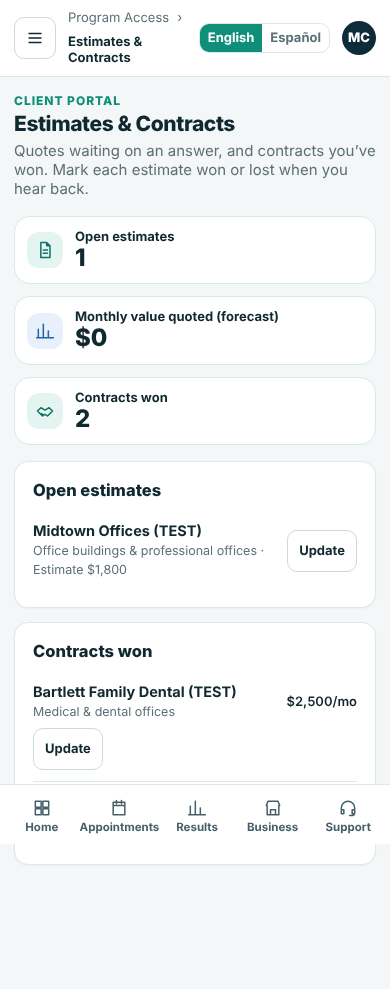 Program Access ›
Estimates &
Contracts
English
Español
MC
CLIENT PORTAL
Estimates & Contracts
Quotes waiting on an answer, and contracts you’ve
won. Mark each estimate won or lost when you
hear back.
Open estimates
1
Monthly value quoted (forecast)
$0
Contracts won
2
Open estimates
Midtown Offices (TEST)
Office buildings & professional offices ·
Estimate $1,800
Update
Contracts won
Bartlett Family Dental (TEST)
Medical & dental offices
$2,500/mo
Update
Home
Appointments
Results
Business
Support